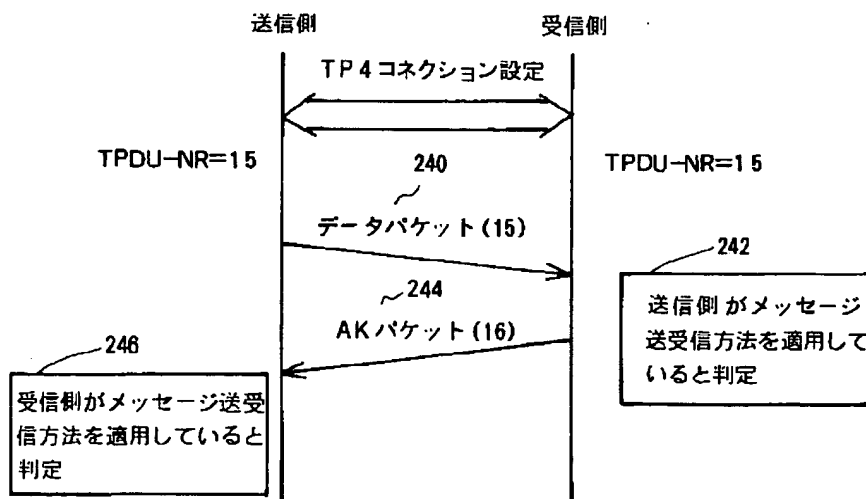 送信側
受信側
TP4コネクション設定
TPDU-NR=15
TPDU-NR=15
240
データパケット(15)
242
244
AKパケット(16)
送信側がメッセージ
送受信方法を適用して
いると判定
246
受信側がメッセージ送受
信方法を適用していると
判定